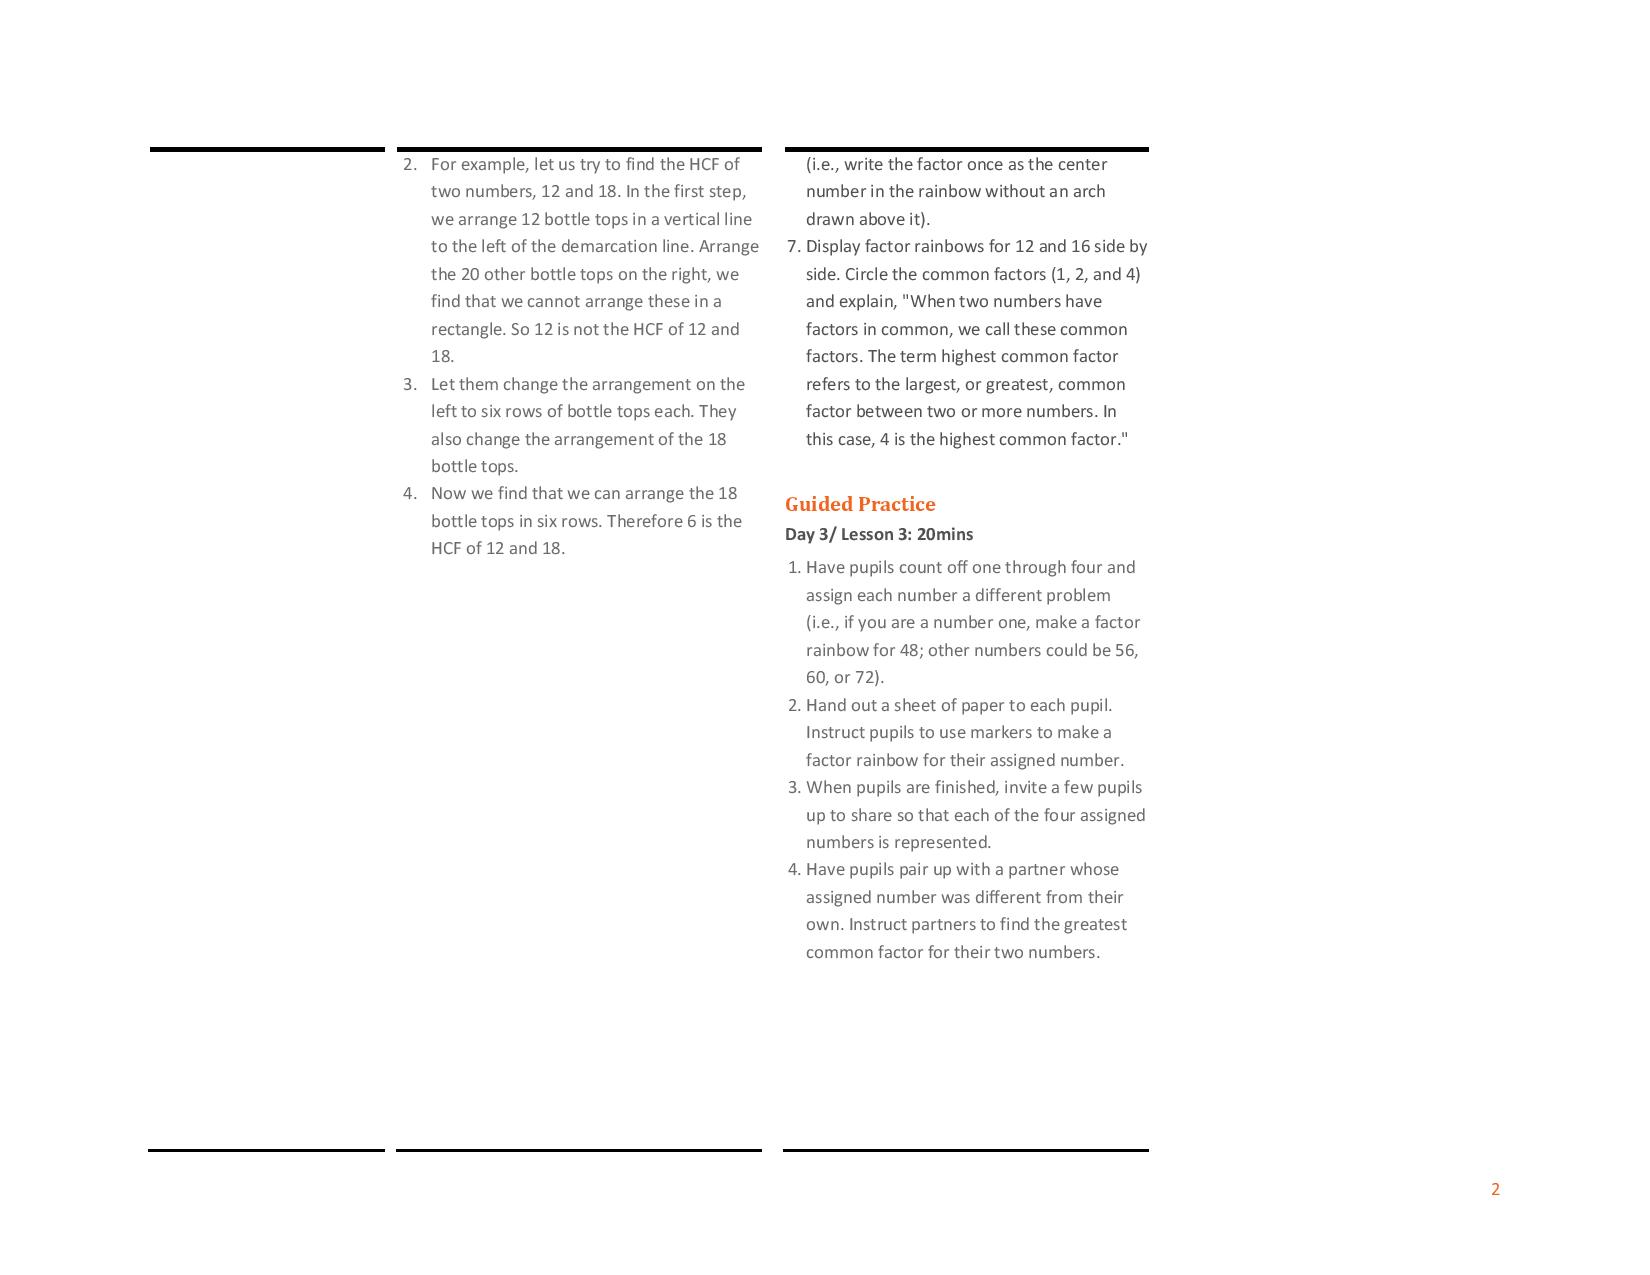 2. For example, let us try to find the HCF of
two numbers, 12 and 18. In the first step,
we arrange 12 bottle tops in a vertical line
to the left of the demarcation line. Arrange
the 20 other bottle tops on the right, we
find that we cannot arrange these in a
rectangle. So 12 is not the HCF of 12 and
18.
3. Let them change the arrangement on the
left to six rows of bottle tops each. They
also change the arrangement of the 18
bottle tops.
4. Now we find that we can arrange the 18
bottle tops in six rows. Therefore 6 is the
HCF of 12 and 18.
(i.e., write the factor once as the center
number in the rainbow without an arch
drawn above it).
7. Display factor rainbows for 12 and 16 side by
side. Circle the common factors (1, 2, and 4)
and explain, "When two numbers have
factors in common, we call these common
factors. The term highest common factor
refers to the largest, or greatest, common
factor between two or more numbers. In
this case, 4 is the highest common factor."
Guided Practice
Day 3/ Lesson 3: 20mins
1. Have pupils count off one through four and
assign each number a different problem
(i.e., if you are a number one, make a factor
rainbow for 48; other numbers could be 56,
60, or 72).
2. Hand out a sheet of paper to each pupil.
Instruct pupils to use markers to make a
factor rainbow for their assigned number.
3. When pupils are finished, invite a few pupils
up to share so that each of the four assigned
numbers is represented.
4. Have pupils pair up with a partner whose
assigned number was different from their
own. Instruct partners to find the greatest
common factor for their two numbers.
2